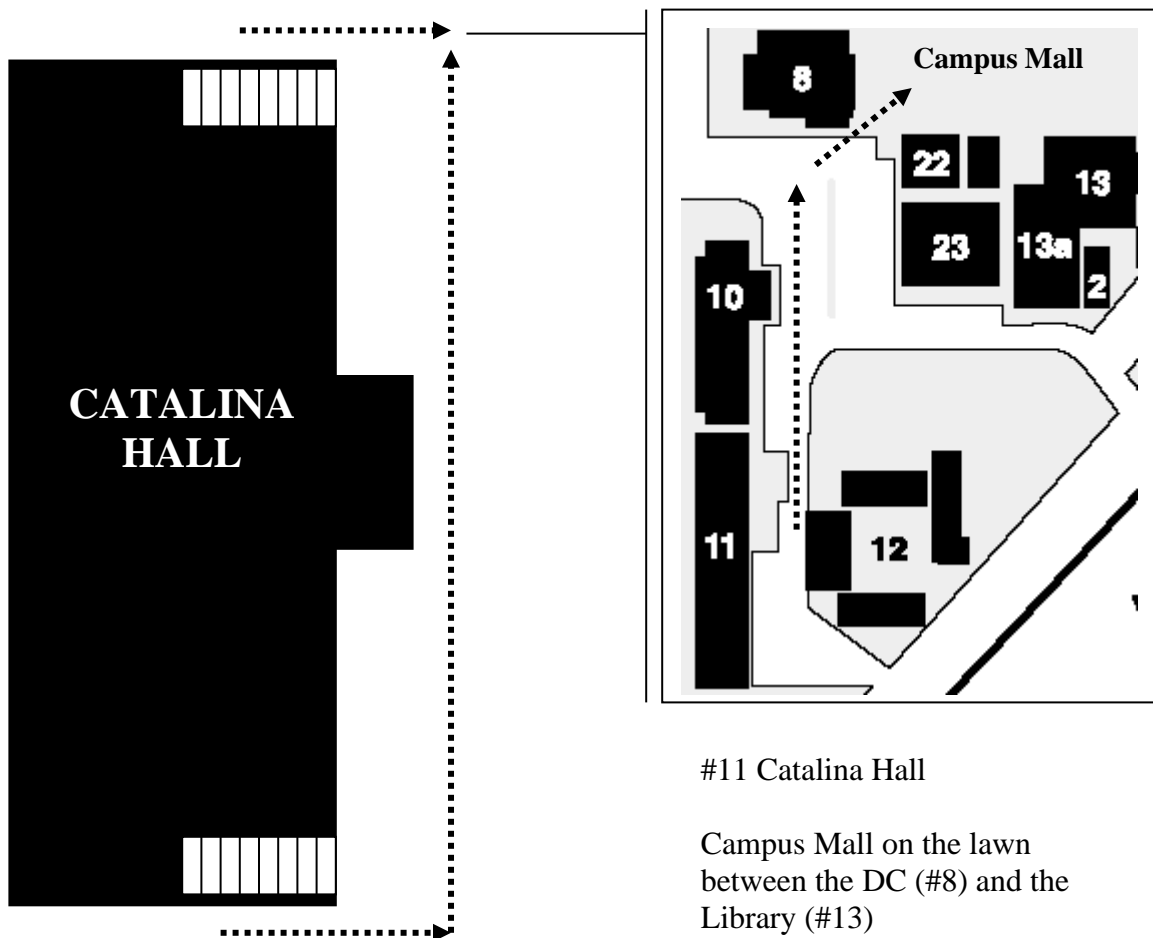 CATALINA
HALL
Campus Mall
8
22
13
23
13a
2
10
11
12
#11 Catalina Hall
Campus Mall on the lawn
between the DC (#8) and the
Library (#13)